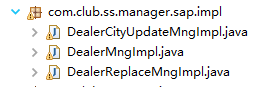 com.club.ss.manager.sap.impl
DealerCityUpdateMngImpl.java
DealerMngImpl.java
DealerReplaceMngImpl.java